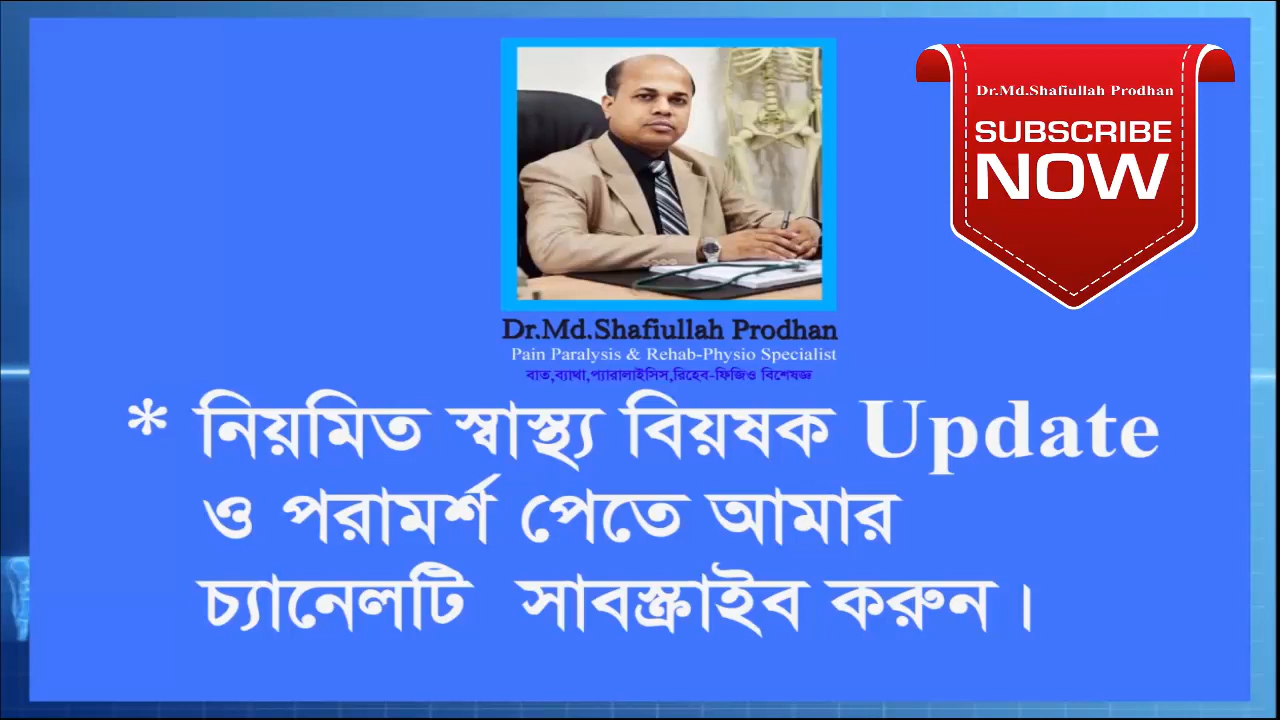 Dr.Md.Shafiullah Prodhan
SUBSCRIBE
NOW
Dr.Md.Shafiullah Prodhan
Pain Paralysis & Rehab-Physio Specialist
বাত,ব্যাথা,প্যারালাইসিস,রিহেব-ফিজিও বিশেষজ্ঞ
* নিয়মিত স্বাস্থ্য বিয়ষক Update
ও পরামর্শ পেতে আমার
চ্যানেলটি সাবস্ক্রাইব করুন।